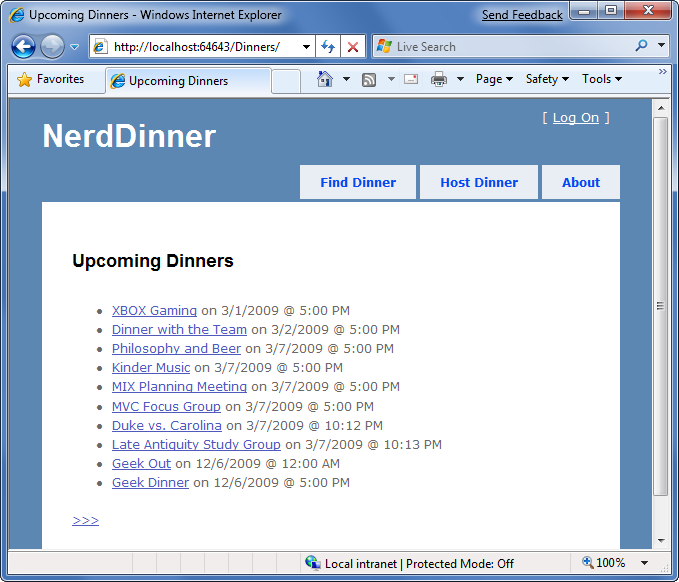 Upcoming Dinners - Windows Internet Explorer
Send Feedback
http://localhost:64643/Dinners/
Live Search
Favorites
Upcoming Dinners
Page
Safety
Tools
»
[ Log On ]
NerdDinner
Find Dinner
Host Dinner
About
Upcoming Dinners
• XBOX Gaming on 3/1/2009 @ 5:00 PM
• Dinner with the Team on 3/2/2009 @ 5:00 PM
• Philosophy and Beer on 3/7/2009 @ 5:00 PM
• Kinder Music on 3/7/2009 @ 5:00 PM
• MIX Planning Meeting on 3/7/2009 @ 5:00 PM
• MVC Focus Group on 3/7/2009 @ 5:00 PM
• Duke vs. Carolina on 3/7/2009 @ 10:12 PM
• Late Antiquity Study Group on 3/7/2009 @ 10:13 PM
• Geek Out on 12/6/2009 @ 12:00 AM
• Geek Dinner on 12/6/2009 @ 5:00 PM
>>>
Local intranet | Protected Mode: Off
100%